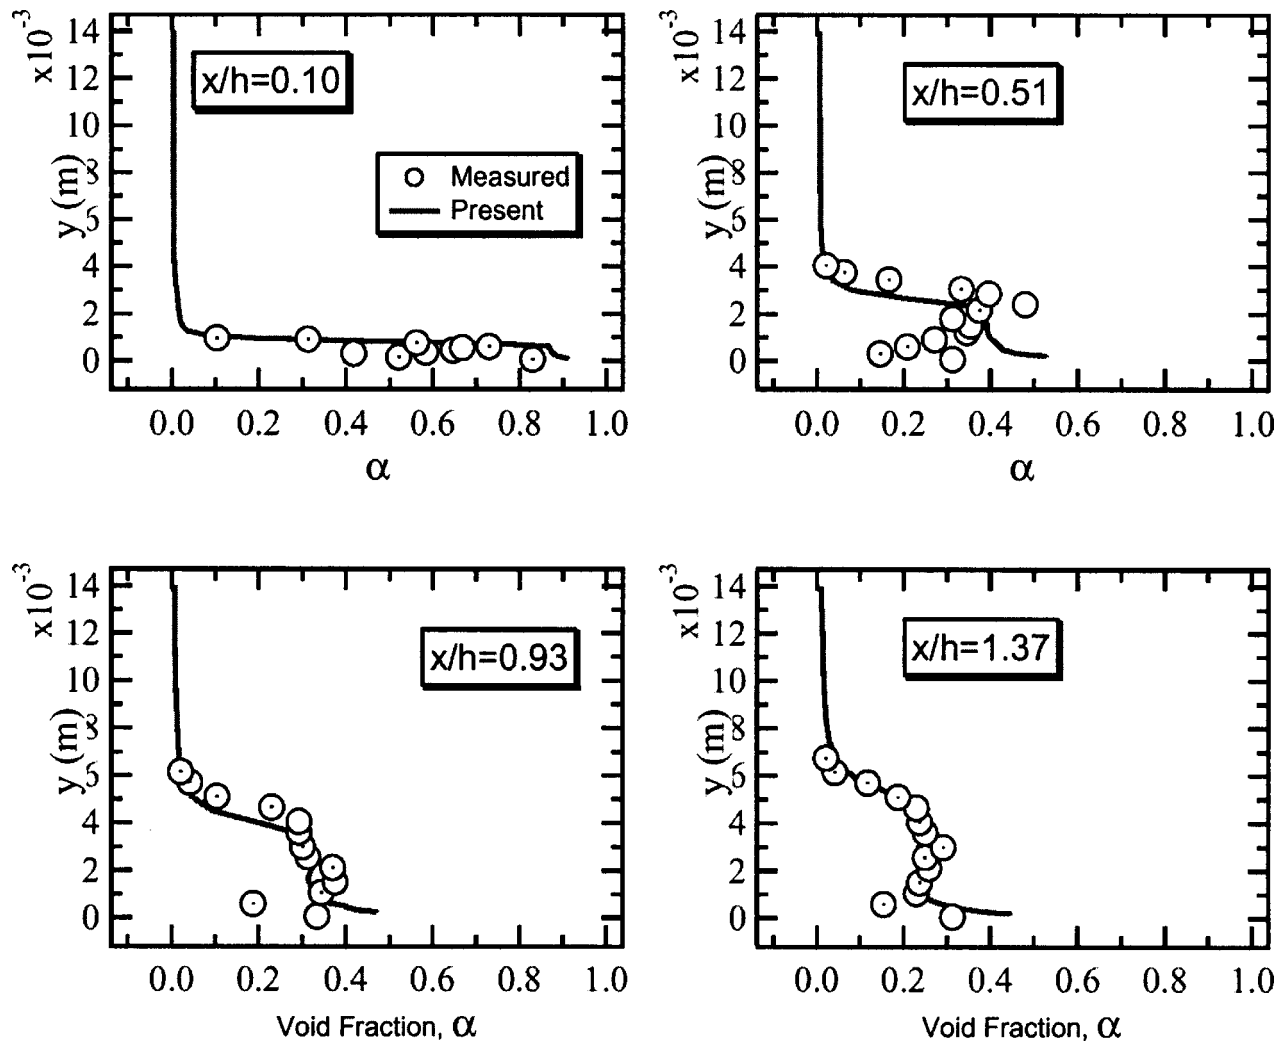 x10-3
14
12
10
8
6
4
2
0
y (m)
x/h=0.10
Measured
Present
0.0 0.2 0.4 0.6 0.8 1.0
α
x10-3
14
12
10
8
6
4
2
0
y (m)
x/h=0.51
0.0 0.2 0.4 0.6 0.8 1.0
α
x10-3
14
12
10
8
6
4
2
0
y (m)
x/h=0.93
0.0 0.2 0.4 0.6 0.8 1.0
Void Fraction, α
x10-3
14
12
10
8
6
4
2
0
y (m)
x/h=1.37
0.0 0.2 0.4 0.6 0.8 1.0
Void Fraction, α